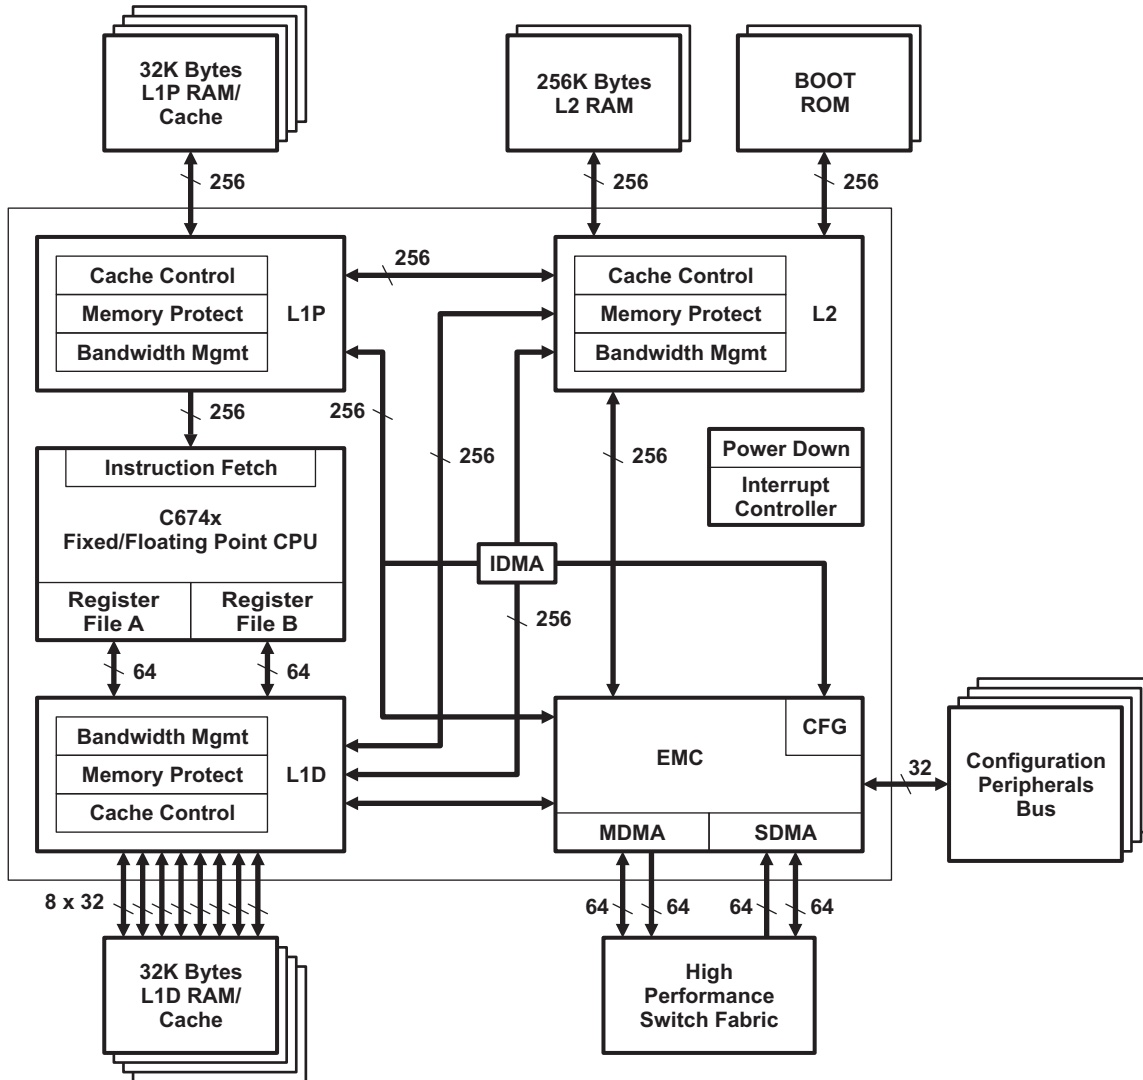 32K Bytes
L1P RAM/
Cache
256K Bytes
L2 RAM
BOOT
ROM
256
256
256
Cache Control
Memory Protect
Bandwidth Mgmt
L1P
256
Cache Control
Memory Protect
Bandwidth Mgmt
L2
256
256
256
256
Power Down
Interrupt
Controller
Instruction Fetch
C674x
Fixed/Floating Point CPU
Register
File A
Register
File B
IDMA
256
64
64
Bandwidth Mgmt
Memory Protect
Cache Control
L1D
EMC
CFG
MDMA
SDMA
32
Configuration
Peripherals
Bus
8 x 32
64
64
64
64
32K Bytes
L1D RAM/
Cache
High
Performance
Switch Fabric